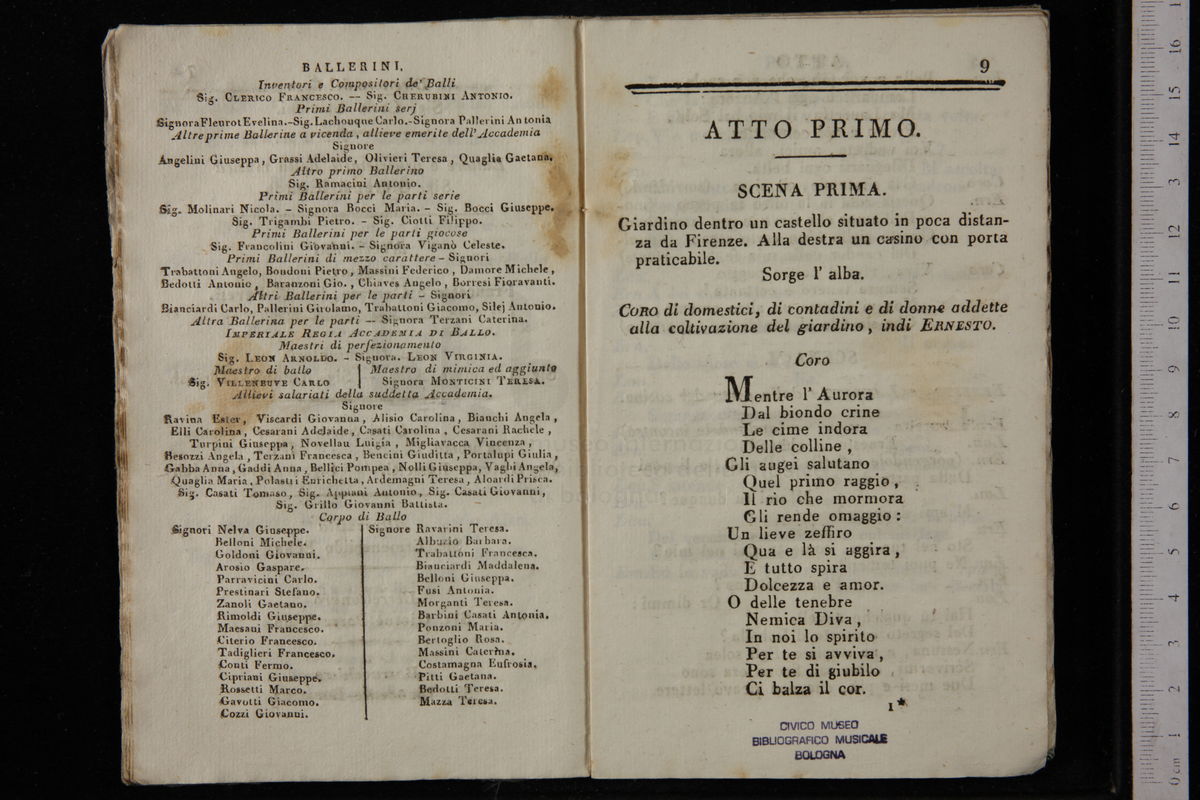 BALLERINI.
Inventori e Compositori de' Balli
Sig. CLERICO FRANCESCO. — Sig. CHERUBINI ANTONIO.
Primi Ballerini serj
Signora Fleurot Evelina.-Sig. Lachouque Carlo.-Signora Pallerini Antonia
Altre prime Ballerine a vicenda, allieve emerite dell' Accademia
Signore
Angelini Giuseppa, Grassi Adelaide, Olivieri Teresa, Quaglia Gaetana.
Altro primo Ballerino
Sig. Ramacini Antonio.
Primi Ballerini per le parti serie
Sig. Molinari Nicola. - Signora Bocci Maria. - Sig. Bocci Giuseppe.
Sig. Trigambi Pietro. - Sig. Ciotti Filippo.
Primi Ballerini per le parti giocose
Sig. Francolini Giovanni. - Signora Viganò Celeste.
Primi Ballerini di mezzo carattere - Signori
Trabattoni Angelo, Bondoni Pietro, Massini Federico, Damore Michele,
Bedotti Antonio, Baranzoni Gio., Chiaves Angelo, Borresi Fioravanti.
Altri Ballerini per le parti - Signori
Bianciardi Carlo, Pallerini Girolamo, Trabattoni Giacomo, Silej Antonio.
Altra Ballerina per le parti — Signora Terzani Caterina.
IMPERIALE REGIA ACCADEMIA DI BALLO.
Maestri di perfezionamento
Sig. LEON ARNOLDO. - Signora. LEON VIRGINIA.
Maestro di ballo | Maestro di mimica ed aggiunto
Sig. VILLENEUVE CARLO | Signora MONTICINI TERESA.
Allievi salariati della suddetta Accademia.
Signore
Ravina Ester, Viscardi Giovanna, Alisio Carolina, Bianchi Angela,
Elli Carolina, Cesarani Adelaide, Casati Carolina, Cesarani Rachele,
Turpini Giuseppa, Novellau Luigia, Migliavacca Vincenza,
Besozzi Angela, Terzani Francesca, Bencini Giuditta, Portalupi Giulia,
Gabba Anna, Gaddi Anna, Bellici Pompea, Nolli Giuseppa, Vaghi Angela,
Quaglia Maria, Polastri Enrichetta, Ardemagni Teresa, Aloardi Prisca.
Sig. Casati Tomaso, Sig. Appiani Antonio, Sig. Casati Giovanni,
Sig. Grillo Giovanni Battista.
Corpo di Ballo
Signori Nelva Giuseppe.
Belloni Michele.
Goldoni Giovanni.
Arosio Gaspare.
Parravicini Carlo.
Prestinari Stefano.
Zanoli Gaetano.
Rimoldi Giuseppe.
Maesani Francesco.
Citerio Francesco.
Tadiglieri Francesco.
Conti Fermo.
Cipriani Giuseppe.
Rossetti Marco.
Gavotti Giacomo.
Cozzi Giovanni.
Signore Ravarini Teresa.
Albuzio Barbara.
Trabattoni Francesca.
Bianciardi Maddalena.
Belloni Giuseppa.
Fusi Antonia.
Morganti Teresa.
Barbini Casati Antonia.
Ponzoni Maria.
Bertoglio Rosa.
Massini Caterina.
Costamagna Eufrosia.
Pitti Gaetana.
Bedotti Teresa.
Mazza Teresa.
9
ATTO PRIMO.
SCENA PRIMA.
Giardino dentro un castello situato in poca distan-
za da Firenze. Alla destra un casino con porta
praticabile.
Sorge l' alba.
CORO di domestici, di contadini e di donne addette
alla coltivazione del giardino, indi ERNESTO.
Coro
Mentre l' Aurora
Dal biondo crine
Le cime indora
Delle colline,
Gli augei salutano
Quel primo raggio,
Il rio che mormora
Gli rende omaggio:
Un lieve zeffiro
Qua e là si aggira,
E tutto spira
Dolcezza e amor.
O delle tenebre
Nemica Diva,
In noi lo spirito
Per te si avviva,
Per te di giubilo
Ci balza il cor.
1*
CIVICO MUSEO
BIBLIOGRAFICO MUSICALE
BOLOGNA
0 cm 1 2 3 4 5 6 7 8 9 10 11 12 13 14 15 16